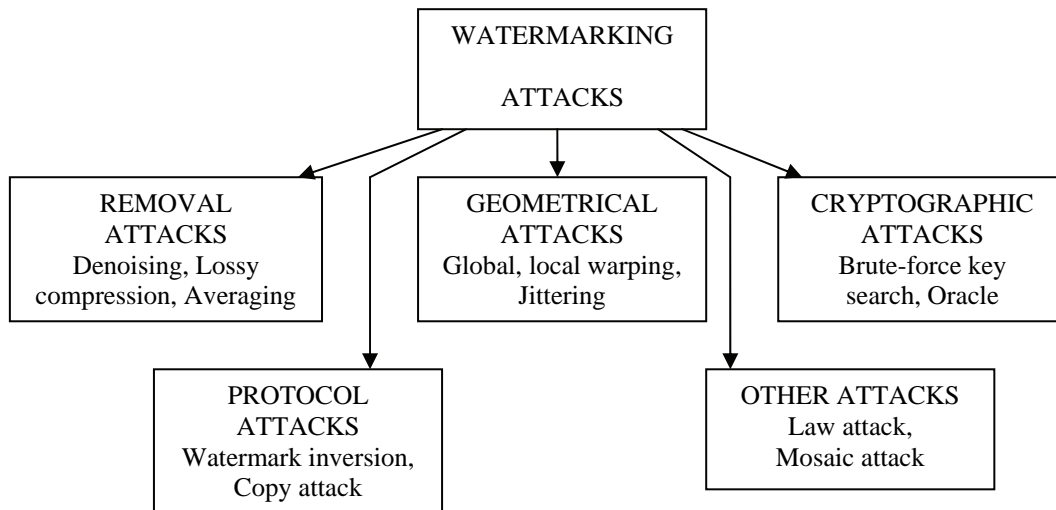 WATERMARKING
ATTACKS
REMOVAL
ATTACKS
Denoising, Lossy
compression, Averaging
GEOMETRICAL
ATTACKS
Global, local warping,
Jittering
CRYPTOGRAPHIC
ATTACKS
Brute-force key
search, Oracle
PROTOCOL
ATTACKS
Watermark inversion,
Copy attack
OTHER ATTACKS
Law attack,
Mosaic attack